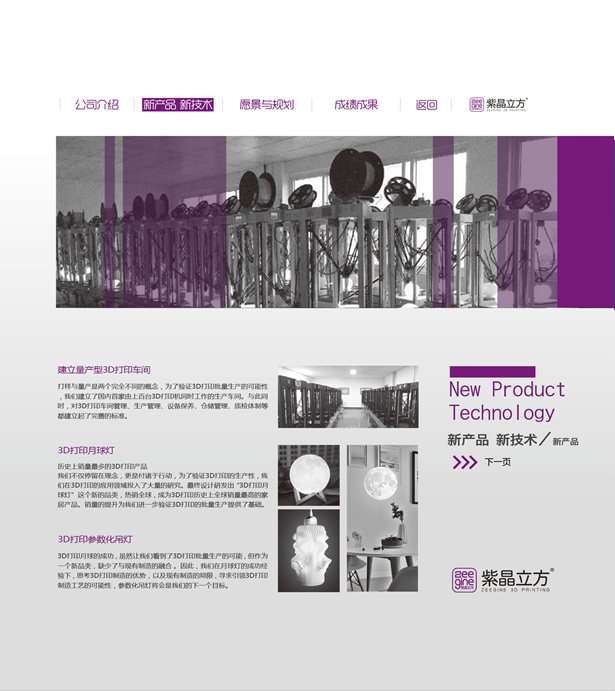 公司介绍 新产品 新技术 愿景与规划 成绩成果 返回 zeegine 紫晶立方®
ZEEGINE 3D PRINTING
建立量产型3D打印车间
打样与量产是两个完全不同的概念，为了验证3D打印批量生产的可能性
，我们建立了国内首家由上百台3D打印机同时工作的生产车间。与此同
时，对3D打印车间管理、生产管理、设备保养、仓储管理、质检体制等
都建立起了完善的标准。
3D打印月球灯
历史上销量最多的3D打印产品
我们不仅停留在理念，更是付诸于行动，为了验证3D打印的生产性，我
们在3D打印的应用领域投入了大量的研究。最终设计研发出“3D打印月
球灯”这个新的品类，热销全球，成为3D打印历史上全球销量最高的家
居产品。销量的提升为我们进一步验证3D打印的批量生产提供了基础。
3D打印参数化吊灯
3D打印月球的成功，虽然让我们看到了3D打印批量生产的可能，但作为
一个新品类，缺少了与现有制造的融合。因此，我们在月球灯的成功经
验下，思考3D打印制造的优势，以及现有制造的局限，寻求引领3D打印
制造工艺的可能性，参数化吊灯将会是我们的下一个目标。
New Product
Technology
新产品 新技术／新产品
下一页
zeegine 紫晶立方 紫晶立方®
ZEEGINE 3D PRINTING